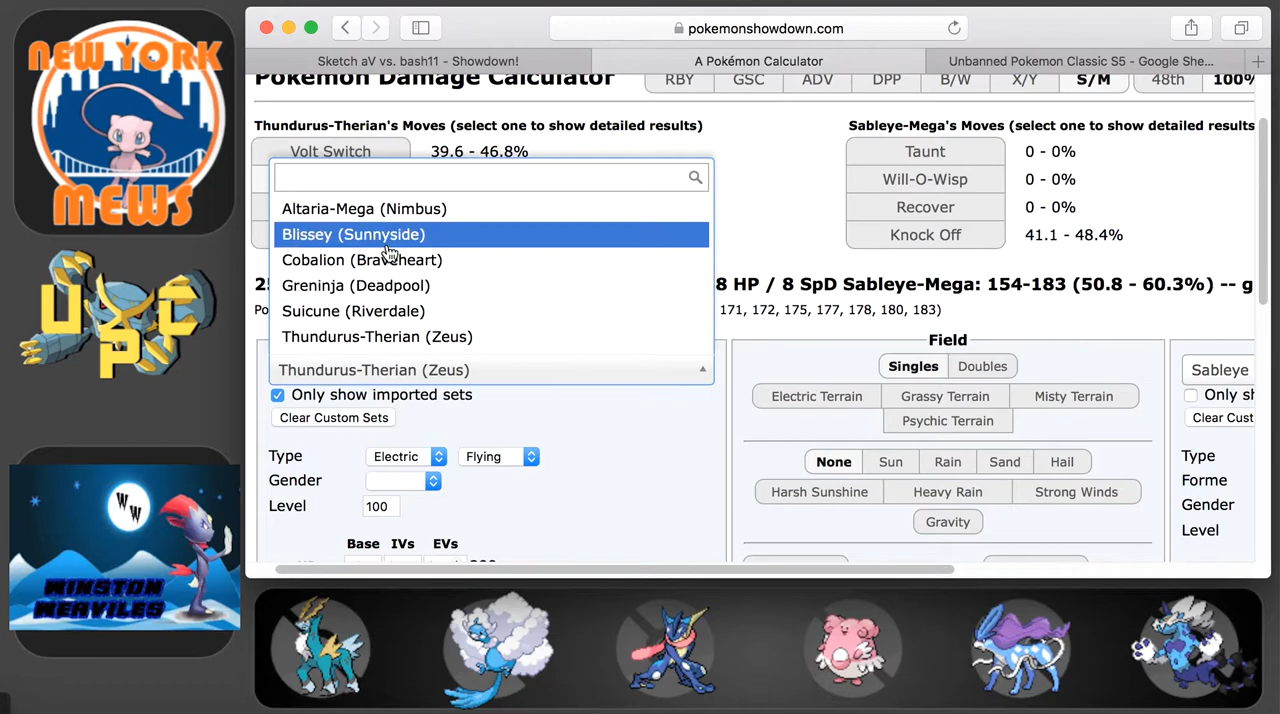 NEW YORK
MEWS
UPC
WW
WINSTON
WEAVILES
pokemonshowdown.com
Sketch aV vs. bash11 - Showdown!
A Pokémon Calculator
Unbanned Pokemon Classic S5 - Google She...
Pokémon Damage Calculator
RBY
GSC
ADV
DPP
B/W
X/Y
S/M
48th
100%
Thundurus-Therian's Moves (select one to show detailed results)
Volt Switch
39.6 - 46.8%
Sableye-Mega's Moves (select one to show detailed results
Taunt
0 - 0%
Will-O-Wisp
0 - 0%
Recover
0 - 0%
Knock Off
41.1 - 48.4%
Altaria-Mega (Nimbus)
Blissey (Sunnyside)
Cobalion (Braveheart)
Greninja (Deadpool)
Suicune (Riverdale)
Thundurus-Therian (Zeus)
Thundurus-Therian (Zeus)
25
8 HP / 8 SpD Sableye-Mega: 154-183 (50.8 - 60.3%) -- g
Po
171, 172, 175, 177, 178, 180, 183)
Only show imported sets
Clear Custom Sets
Type
Electric
Flying
Gender
Level
100
Base IVs EVs
Field
Singles
Doubles
Electric Terrain
Grassy Terrain
Misty Terrain
Psychic Terrain
None
Sun
Rain
Sand
Hail
Harsh Sunshine
Heavy Rain
Strong Winds
Gravity
Sableye
Only sh
Clear Cust
Type
Forme
Gender
Level